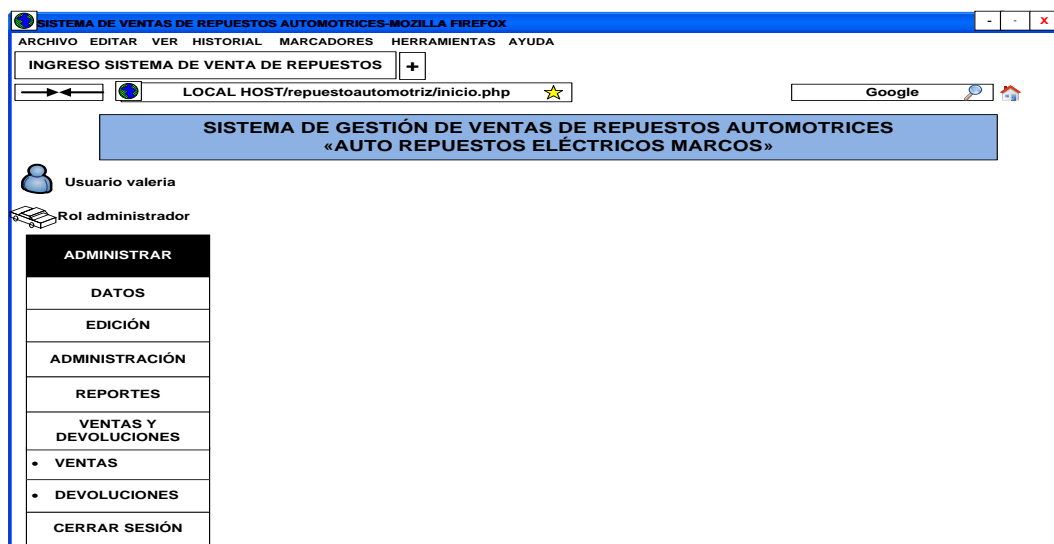 SISTEMA DE VENTAS DE REPUESTOS AUTOMOTRICES-MOZILLA FIREFOX
- - X
ARCHIVO EDITAR VER HISTORIAL MARCADORES HERRAMIENTAS AYUDA
INGRESO SISTEMA DE VENTA DE REPUESTOS +
LOCAL HOST/repuestoautomotriz/inicio.php Google
SISTEMA DE GESTIÓN DE VENTAS DE REPUESTOS AUTOMOTRICES
«AUTO REPUESTOS ELÉCTRICOS MARCOS»
Usuario valeria
Rol administrador
ADMINISTRAR
DATOS
EDICIÓN
ADMINISTRACIÓN
REPORTES
VENTAS Y
DEVOLUCIONES
• VENTAS
• DEVOLUCIONES
CERRAR SESIÓN